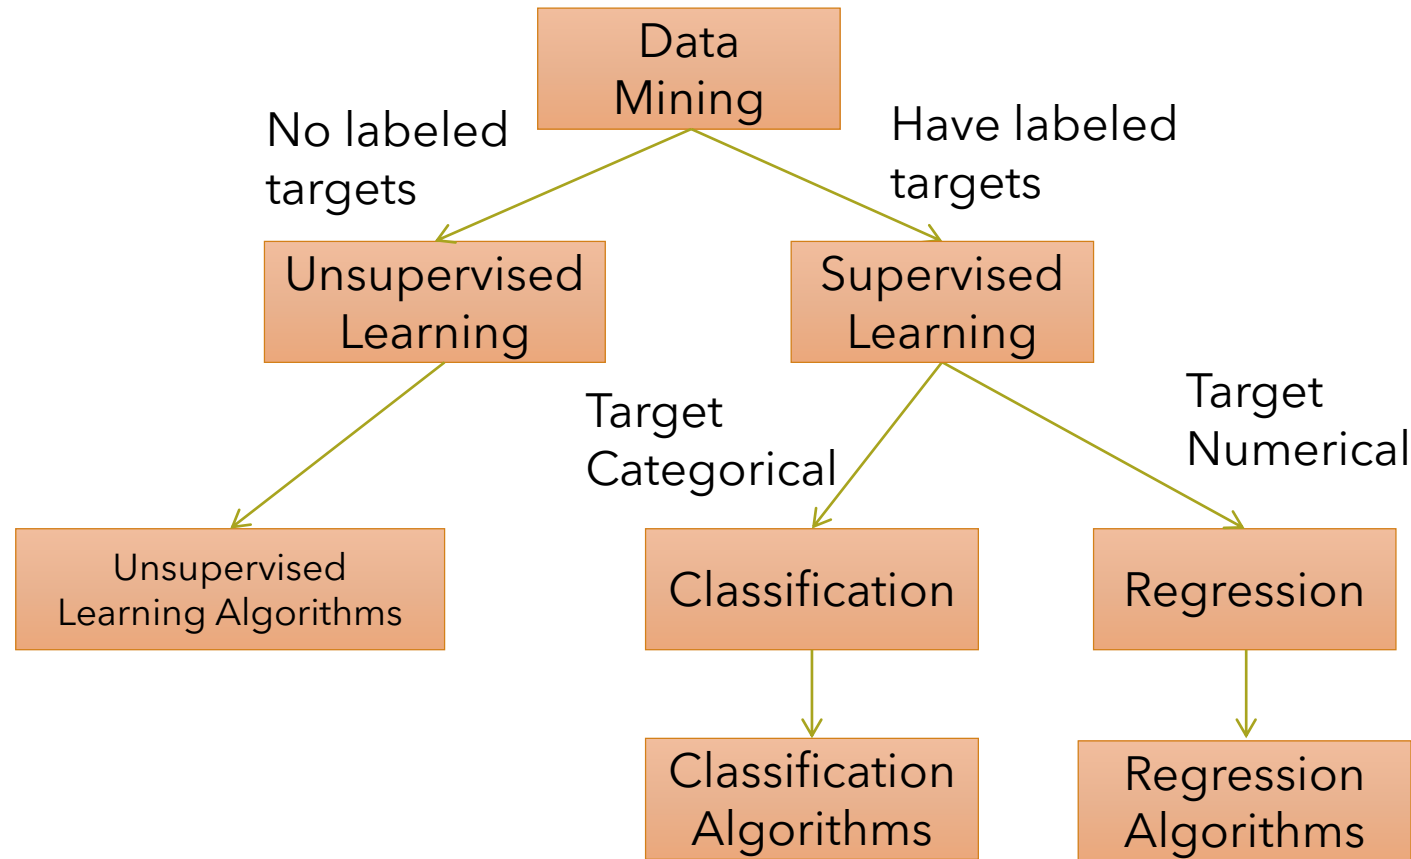 Data
Mining
No labeled
targets
Have labeled
targets
Unsupervised
Learning
Supervised
Learning
Target
Categorical
Target
Numerical
Unsupervised
Learning Algorithms
Classification
Regression
Classification
Algorithms
Regression
Algorithms